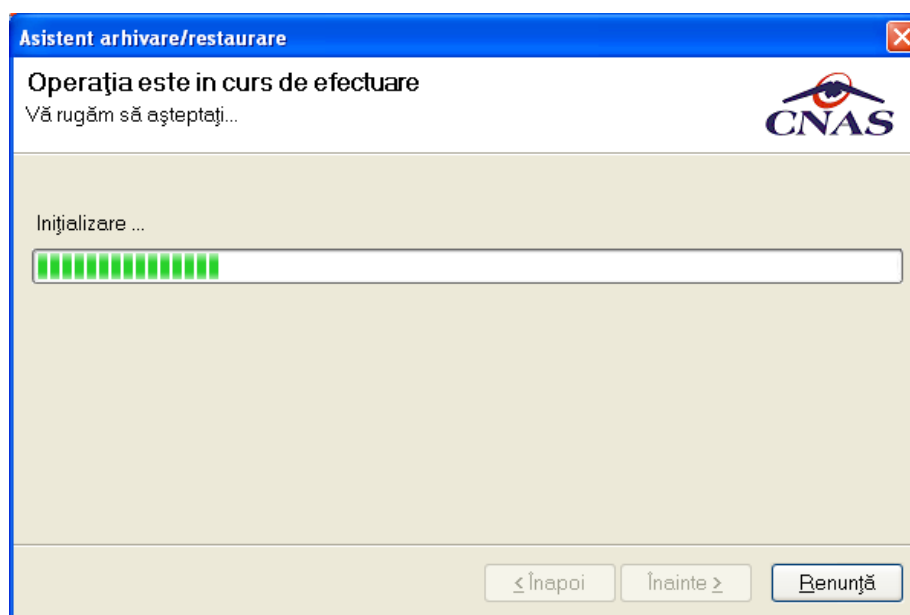 Asistent arhivare/restaurare
Operaţia este in curs de efectuare
Vă rugăm să aşteptaţi...
CNAS
Iniţializare ...
< Înapoi
Înainte >
Renunţă